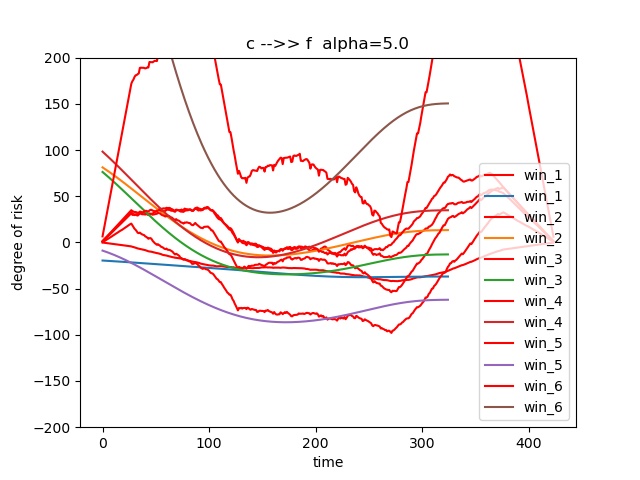 c -->> f  alpha=5.0
200
150
100
50
0
−50
−100
−150
−200
degree of risk
0
100
200
300
400
time
win_1
win_1
win_2
win_2
win_3
win_3
win_4
win_4
win_5
win_5
win_6
win_6